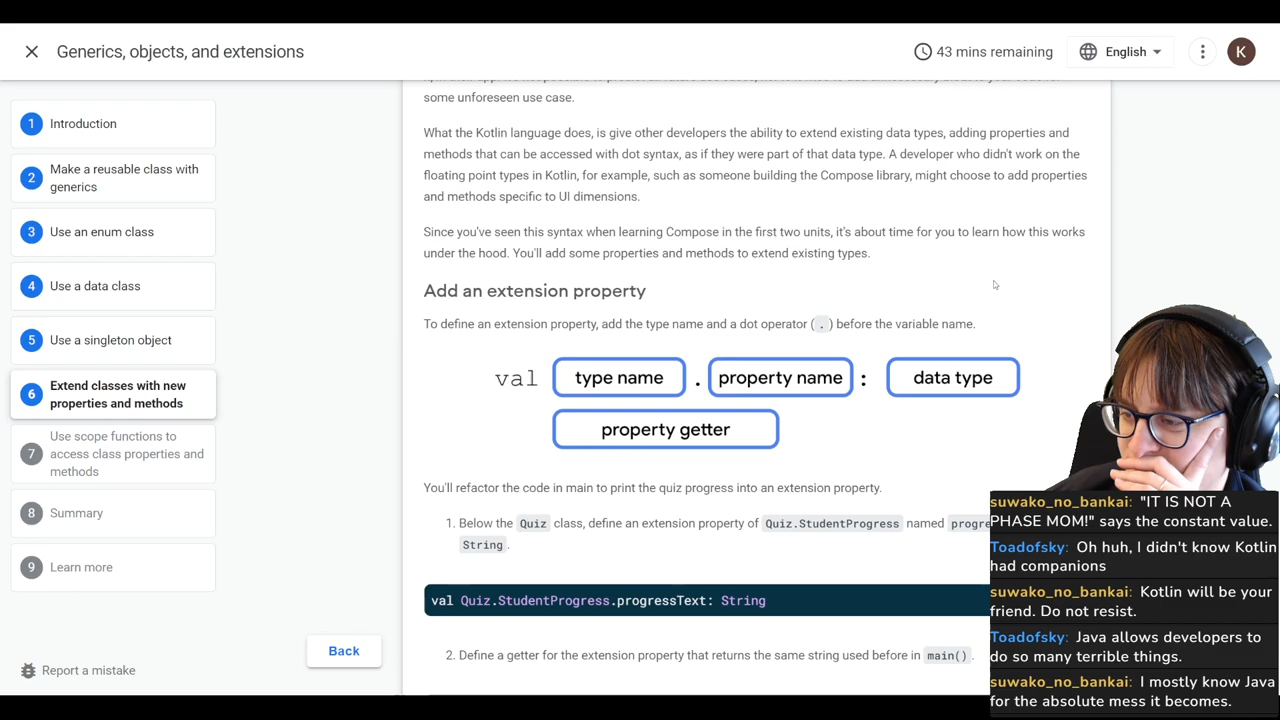 Generics, objects, and extensions
43 mins remaining
English
K
1 Introduction
2 Make a reusable class with
generics
3 Use an enum class
4 Use a data class
5 Use a singleton object
6 Extend classes with new
properties and methods
7 Use scope functions to
access class properties and
methods
8 Summary
9 Learn more
Report a mistake
Back
some unforeseen use case.
What the Kotlin language does, is give other developers the ability to extend existing data types, adding properties and
methods that can be accessed with dot syntax, as if they were part of that data type. A developer who didn't work on the
floating point types in Kotlin, for example, such as someone building the Compose library, might choose to add properties
and methods specific to UI dimensions.
Since you've seen this syntax when learning Compose in the first two units, it's about time for you to learn how this works
under the hood. You'll add some properties and methods to extend existing types.
Add an extension property
To define an extension property, add the type name and a dot operator ( . ) before the variable name.
val type name . property name : data type
property getter
You'll refactor the code in main to print the quiz progress into an extension property.
1. Below the Quiz class, define an extension property of Quiz.StudentProgress named progre
String.
val Quiz.StudentProgress.progressText: String
2. Define a getter for the extension property that returns the same string used before in main().
suwako_no_bankai: "IT IS NOT A
PHASE MOM!" says the constant value.
Toadofsky: Oh huh, I didn't know Kotlin
had companions
suwako_no_bankai: Kotlin will be your
friend. Do not resist.
Toadofsky: Java allows developers to
do so many terrible things.
suwako_no_bankai: I mostly know Java
for the absolute mess it becomes.